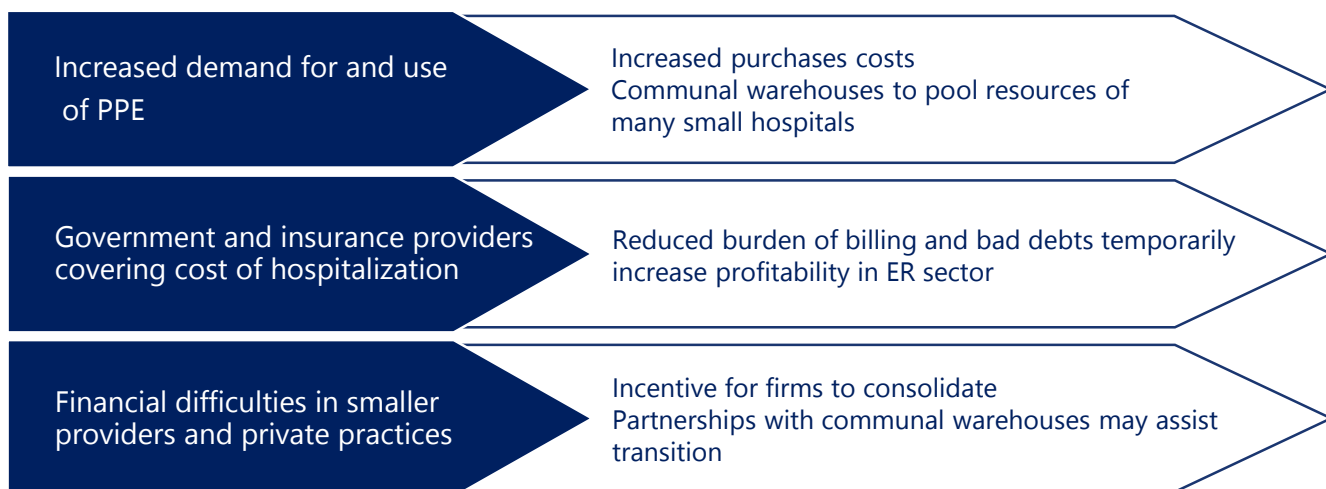 Increased demand for and use
of PPE
Increased purchases costs
Communal warehouses to pool resources of
many small hospitals
Government and insurance providers
covering cost of hospitalization
Reduced burden of billing and bad debts temporarily
increase profitability in ER sector
Financial difficulties in smaller
providers and private practices
Incentive for firms to consolidate
Partnerships with communal warehouses may assist
transition